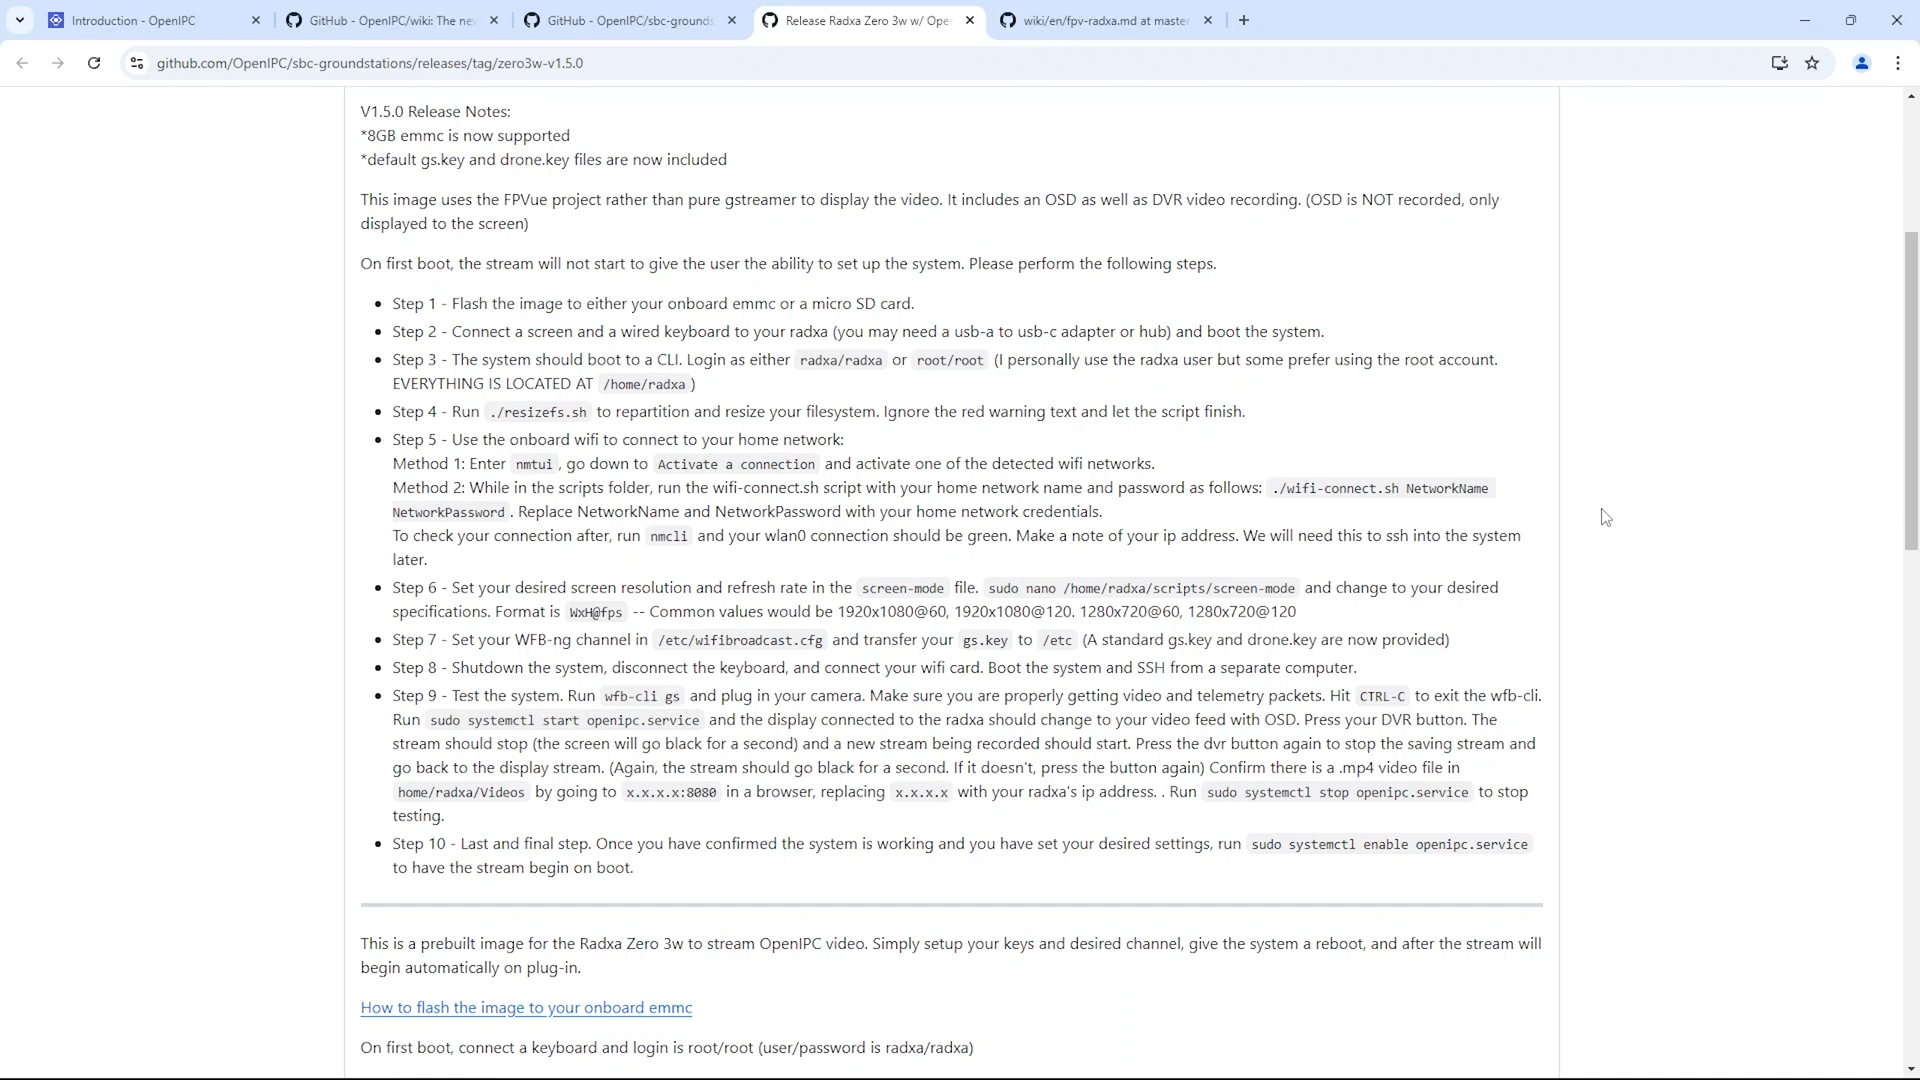 Introduction - OpenIPC
GitHub - OpenIPC/wiki: The ne
GitHub - OpenIPC/sbc-grounds
Release Radxa Zero 3w w/ Ope
wiki/en/fpv-radxa.md at master
github.com/OpenIPC/sbc-groundstations/releases/tag/zero3w-v1.5.0
V1.5.0 Release Notes:
*8GB emmc is now supported
*default gs.key and drone.key files are now included
This image uses the FPVue project rather than pure gstreamer to display the video. It includes an OSD as well as DVR video recording. (OSD is NOT recorded, only
displayed to the screen)
On first boot, the stream will not start to give the user the ability to set up the system. Please perform the following steps.
• Step 1 - Flash the image to either your onboard emmc or a micro SD card.
• Step 2 - Connect a screen and a wired keyboard to your radxa (you may need a usb-a to usb-c adapter or hub) and boot the system.
• Step 3 - The system should boot to a CLI. Login as either radxa/radxa or root/root (I personally use the radxa user but some prefer using the root account.
EVERYTHING IS LOCATED AT /home/radxa )
• Step 4 - Run ./resizefs.sh to repartition and resize your filesystem. Ignore the red warning text and let the script finish.
• Step 5 - Use the onboard wifi to connect to your home network:
Method 1: Enter nmtui , go down to Activate a connection and activate one of the detected wifi networks.
Method 2: While in the scripts folder, run the wifi-connect.sh script with your home network name and password as follows: ./wifi-connect.sh NetworkName
NetworkPassword . Replace NetworkName and NetworkPassword with your home network credentials.
To check your connection after, run nmcli and your wlan0 connection should be green. Make a note of your ip address. We will need this to ssh into the system
later.
• Step 6 - Set your desired screen resolution and refresh rate in the screen-mode file. sudo nano /home/radxa/scripts/screen-mode and change to your desired
specifications. Format is WxH@fps -- Common values would be 1920x1080@60, 1920x1080@120. 1280x720@60, 1280x720@120
• Step 7 - Set your WFB-ng channel in /etc/wifibroadcast.cfg and transfer your gs.key to /etc (A standard gs.key and drone.key are now provided)
• Step 8 - Shutdown the system, disconnect the keyboard, and connect your wifi card. Boot the system and SSH from a separate computer.
• Step 9 - Test the system. Run wfb-cli gs and plug in your camera. Make sure you are properly getting video and telemetry packets. Hit CTRL-C to exit the wfb-cli.
Run sudo systemctl start openipc.service and the display connected to the radxa should change to your video feed with OSD. Press your DVR button. The
stream should stop (the screen will go black for a second) and a new stream being recorded should start. Press the dvr button again to stop the saving stream and
go back to the display stream. (Again, the stream should go black for a second. If it doesn't, press the button again) Confirm there is a .mp4 video file in
home/radxa/Videos by going to x.x.x.x:8080 in a browser, replacing x.x.x.x with your radxa's ip address. . Run sudo systemctl stop openipc.service to stop
testing.
• Step 10 - Last and final step. Once you have confirmed the system is working and you have set your desired settings, run sudo systemctl enable openipc.service
to have the stream begin on boot.
This is a prebuilt image for the Radxa Zero 3w to stream OpenIPC video. Simply setup your keys and desired channel, give the system a reboot, and after the stream will
begin automatically on plug-in.
How to flash the image to your onboard emmc
On first boot, connect a keyboard and login is root/root (user/password is radxa/radxa)